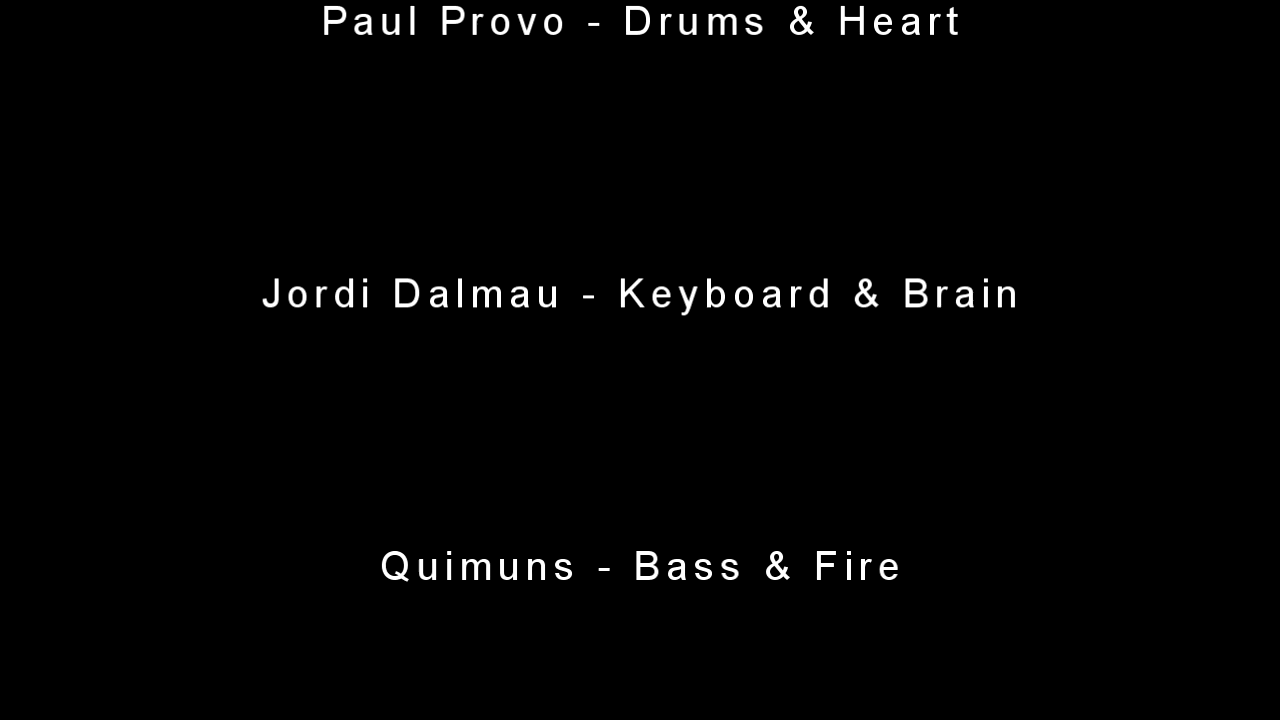 Paul Provo - Drums & Heart
Jordi Dalmau - Keyboard & Brain
Quimuns - Bass & Fire